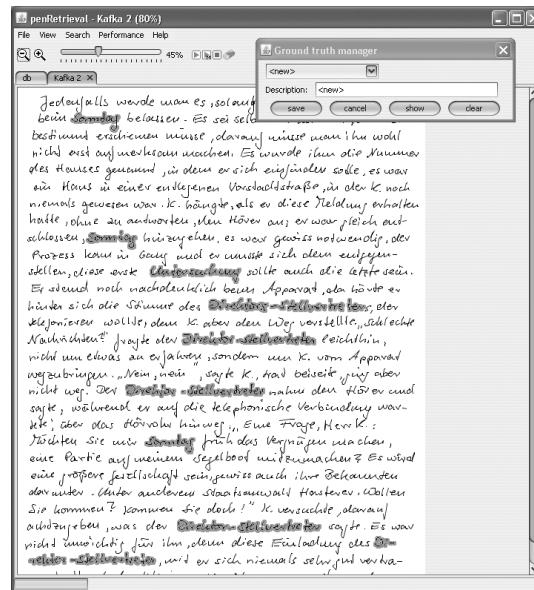 penRetrieval - Kafka 2 (80%)
File View Search Performance Help
45%
db Kafka 2
Ground truth manager
<new>
Description: <new>
save cancel show clear
Jedenfalls werde man es, solang
beim Sonntag belassen. Es sei selb
bestimmt erschienen müsse, darauf müsse man ihn wohl
nicht erst aufmerksam machen. Es wurde ihm die Nummer
des Hauses genannt, in dem er sich einfinden solle, es war
ein Haus in einer entlegenen Vorstadtstraße, in der K. noch
niemals gewesen war. K. hängte, als er diese Meldung erhalten
hatte, ohne zu antworten, den Hörer an; er war gleich ent-
schlossen, Sonntag hinzugehen, es war gewiss notwendig, der
Prozess kam in Gang und er musste sich dem entgegen-
stellen, diese erste Untersuchung sollte auch die letzte sein.
Er stand noch nachdenklich beim Apparat, da hörte er
hinter sich die Stimme des Direktor-Stellvertreters, der
telefonieren wollte, dem K. aber den Weg verstellte. „Schlechte
Nachrichten?" fragte der Direktor-Stellvertreter leichthin,
nicht um etwas zu erfahren, sondern um K. vom Apparat
wegzubringen. „Nein, nein", sagte K., trat beiseite, ging aber
nicht weg. Der Direktor-Stellvertreter nahm den Hörer und
sagte, während er auf die telephonische Verbindung war-
tete, über das Hörrohr hinweg: „Eine Frage, Herr K.:
Möchten Sie mir Sonntag früh das Vergnügen machen,
eine Partie auf meinem Segelboot mitzumachen? Es wird
eine größere Gesellschaft sein, gewiss auch ihre Bekannten
darunter. Unter anderem Staatsanwald Hasterer. Wollen
Sie kommen? Kommen Sie doch!" K. versuchte, darauf
achtzugeben, was der Direktor-Stellvertreter sagte. Es war
nicht unwichtig für ihn, denn diese Einladung des Di-
rektor-Stellvertreter, mit er sich niemals sehr gut vertra-